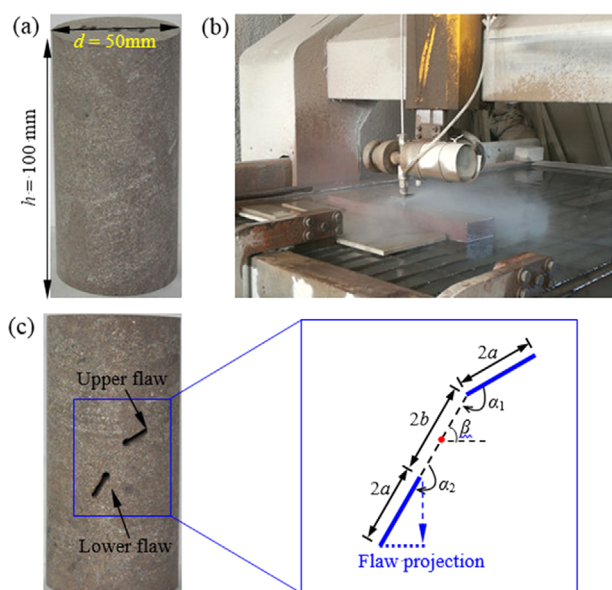 (a)
d = 50mm
h = 100 mm
(b)
(c)
Upper flaw
Lower flaw
2a
α1
2b
β
2a
α2
Flaw projection